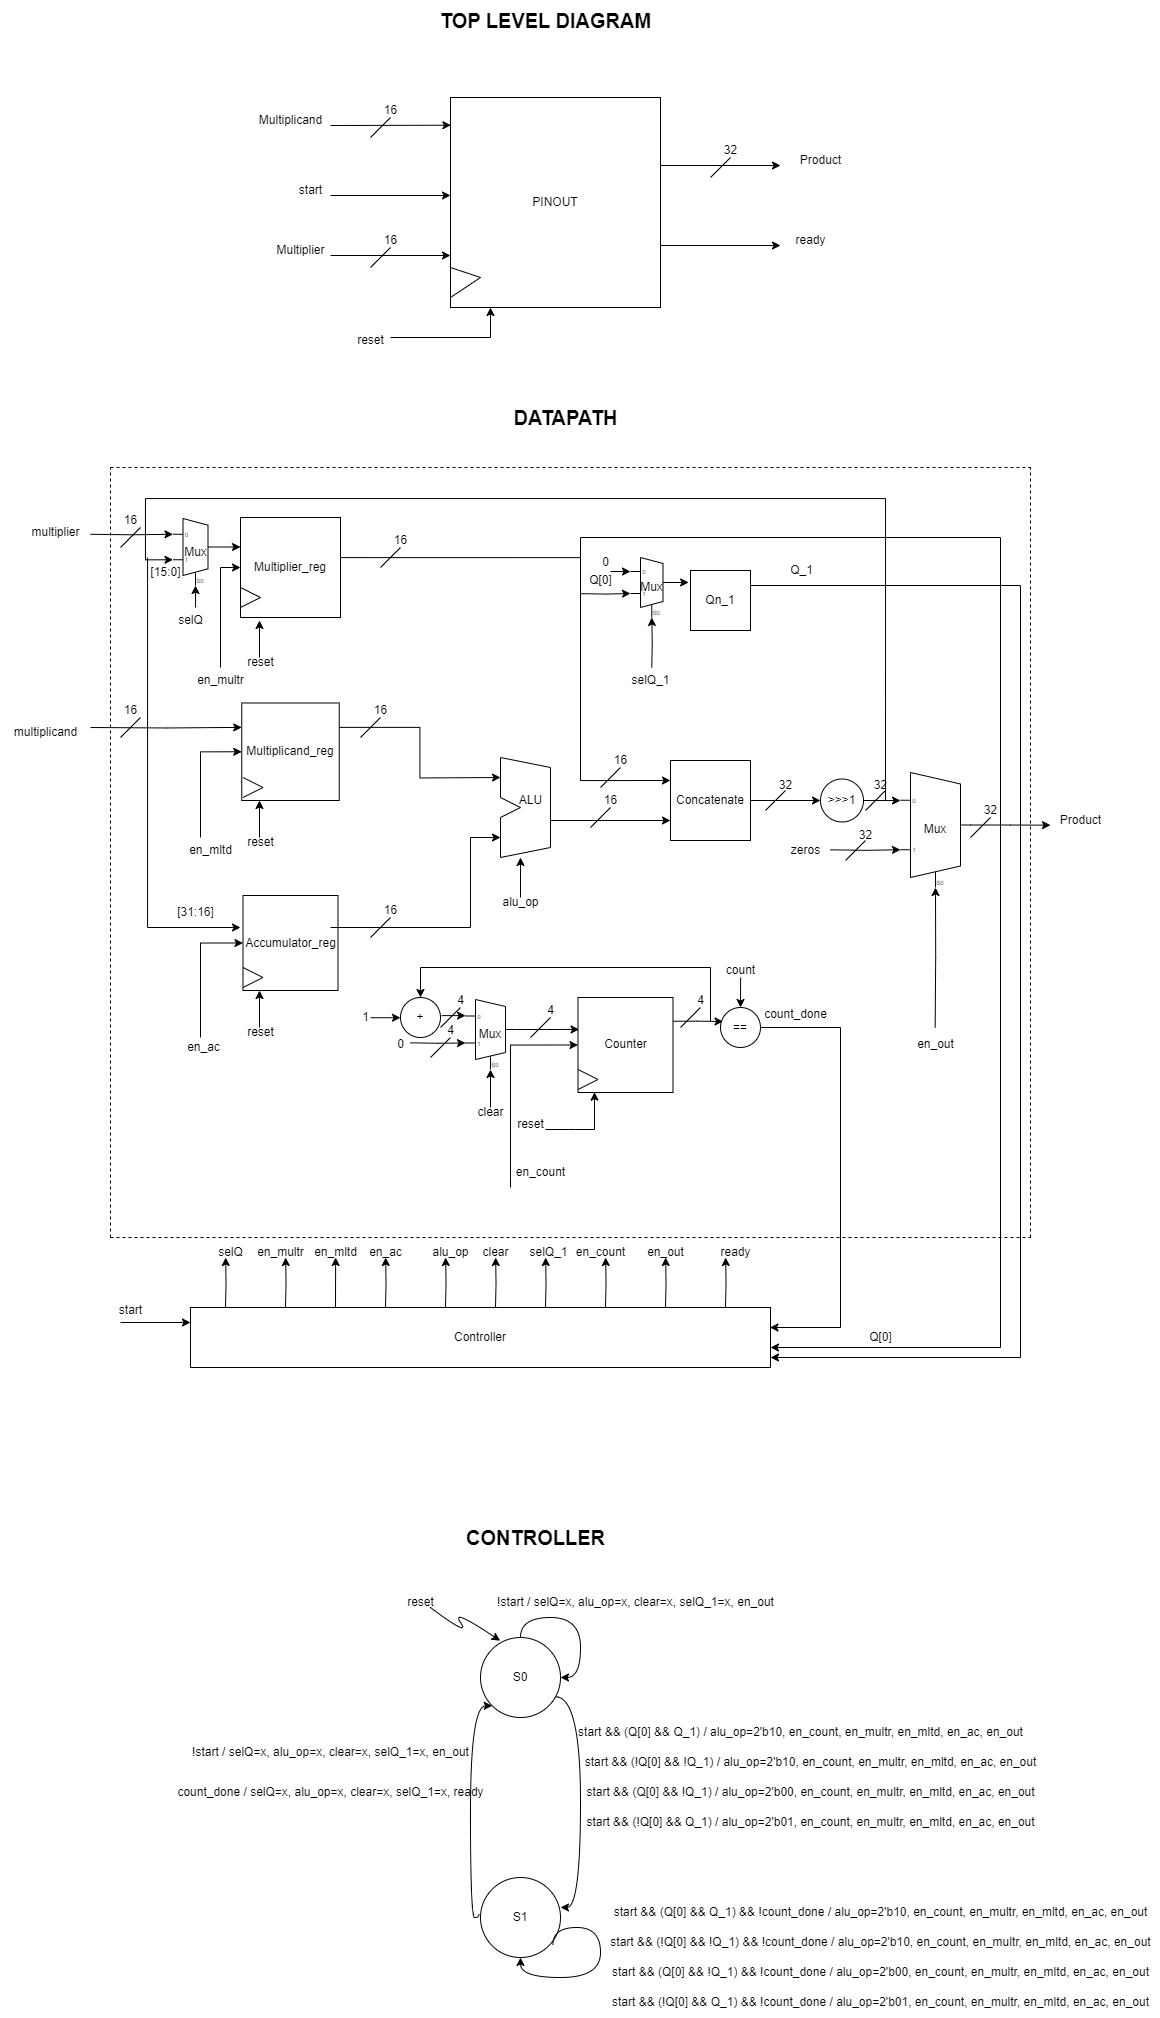 TOP LEVEL DIAGRAM
16
Multiplicand
32
Product
start
PINOUT
16
Multiplier
ready
reset
DATAPATH
16
multiplier
0
Mux
1
[15:0]
S0
selQ
Multiplier_reg
16
en_multr
reset
0
0
Q[0]
Mux
1
S0
selQ_1
Qn_1
Q_1
16
multiplicand
Multiplicand_reg
16
en_mltd
reset
ALU
alu_op
16
16
Concatenate
32
>>>1
32
0
Mux
1
S0
zeros
32
32
Product
en_out
[31:16]
Accumulator_reg
16
en_ac
reset
1
+
4
0
4
0
Mux
1
S0
clear
4
Counter
reset
en_count
4
count
==
count_done
selQ
en_multr
en_mltd
en_ac
alu_op
clear
selQ_1
en_count
en_out
ready
start
Controller
Q[0]
CONTROLLER
reset
!start / selQ=x, alu_op=x, clear=x, selQ_1=x, en_out
S0
start && (Q[0] && Q_1) / alu_op=2'b10, en_count, en_multr, en_mltd, en_ac, en_out
!start / selQ=x, alu_op=x, clear=x, selQ_1=x, en_out
start && (!Q[0] && !Q_1) / alu_op=2'b10, en_count, en_multr, en_mltd, en_ac, en_out
count_done / selQ=x, alu_op=x, clear=x, selQ_1=x, ready
start && (Q[0] && !Q_1) / alu_op=2'b00, en_count, en_multr, en_mltd, en_ac, en_out
start && (!Q[0] && Q_1) / alu_op=2'b01, en_count, en_multr, en_mltd, en_ac, en_out
S1
start && (Q[0] && Q_1) && !count_done / alu_op=2'b10, en_count, en_multr, en_mltd, en_ac, en_out
start && (!Q[0] && !Q_1) && !count_done / alu_op=2'b10, en_count, en_multr, en_mltd, en_ac, en_out
start && (Q[0] && !Q_1) && !count_done / alu_op=2'b00, en_count, en_multr, en_mltd, en_ac, en_out
start && (!Q[0] && Q_1) && !count_done / alu_op=2'b01, en_count, en_multr, en_mltd, en_ac, en_out